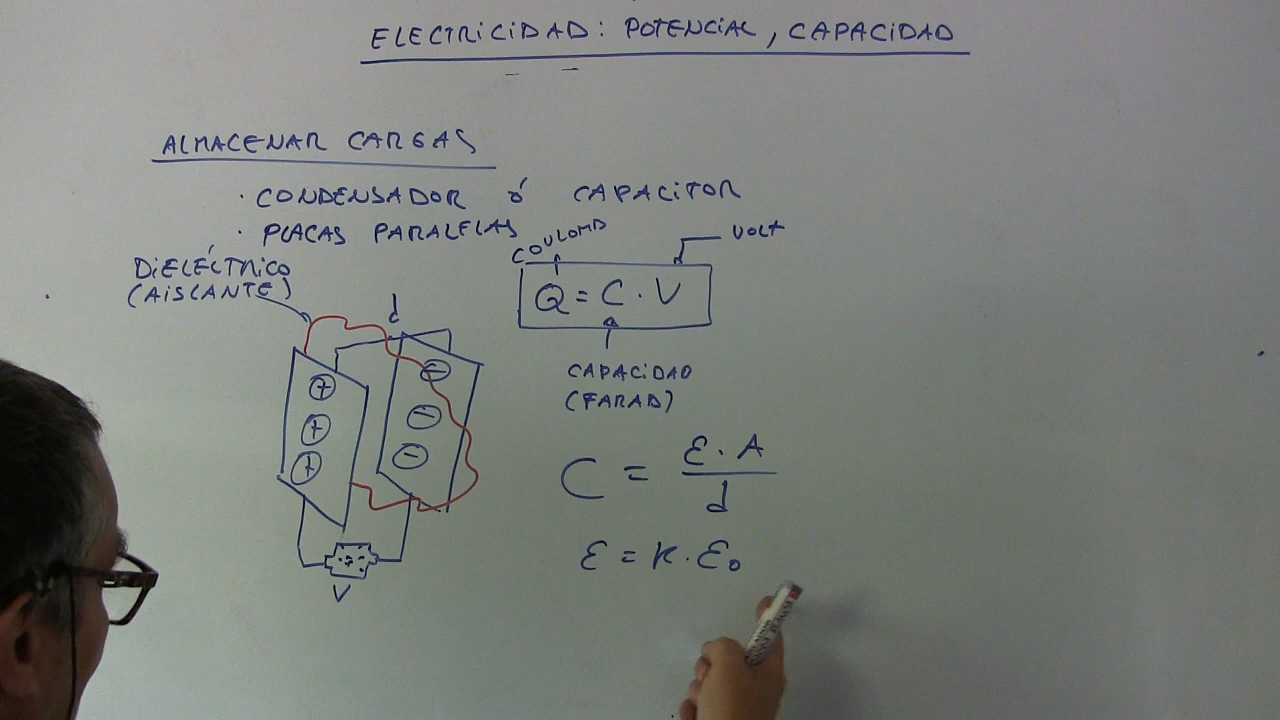 ELECTRICIDAD: POTENCIAL, CAPACIDAD
ALMACENAR CARGAS
· CONDENSADOR ó CAPACITOR
· PLACAS PARALELAS
COULOMB
VOLT
DIELÉCTRICO
(AISLANTE)
d
Q = C · V
CAPACIDAD
(FARAD)
+ −
+ −
+ −
C = ε · A / d
ε = K · ε₀
V